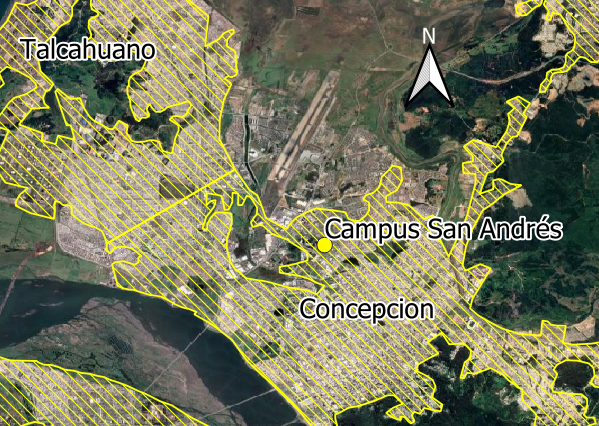 N
Talcahuano
Campus San Andrés
Concepcion